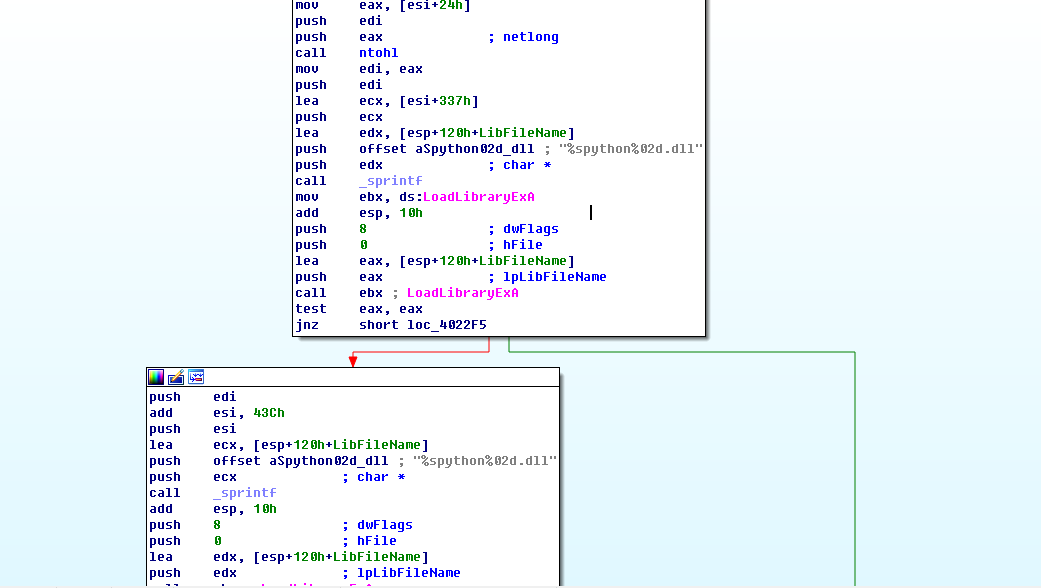 mov eax, [esi+24h]
push edi
push eax ; netlong
call ntohl
mov edi, eax
push edi
lea ecx, [esi+337h]
push ecx
lea edx, [esp+120h+LibFileName]
push offset aSpython02d_dll ; "%spython%02d.dll"
push edx ; char *
call _sprintf
mov ebx, ds:LoadLibraryExA
add esp, 10h
push 8 ; dwFlags
push 0 ; hFile
lea eax, [esp+120h+LibFileName]
push eax ; lpLibFileName
call ebx ; LoadLibraryExA
test eax, eax
jnz short loc_4022F5
push edi
add esi, 43Ch
push esi
lea ecx, [esp+120h+LibFileName]
push offset aSpython02d_dll ; "%spython%02d.dll"
push ecx ; char *
call _sprintf
add esp, 10h
push 8 ; dwFlags
push 0 ; hFile
lea edx, [esp+120h+LibFileName]
push edx ; lpLibFileName